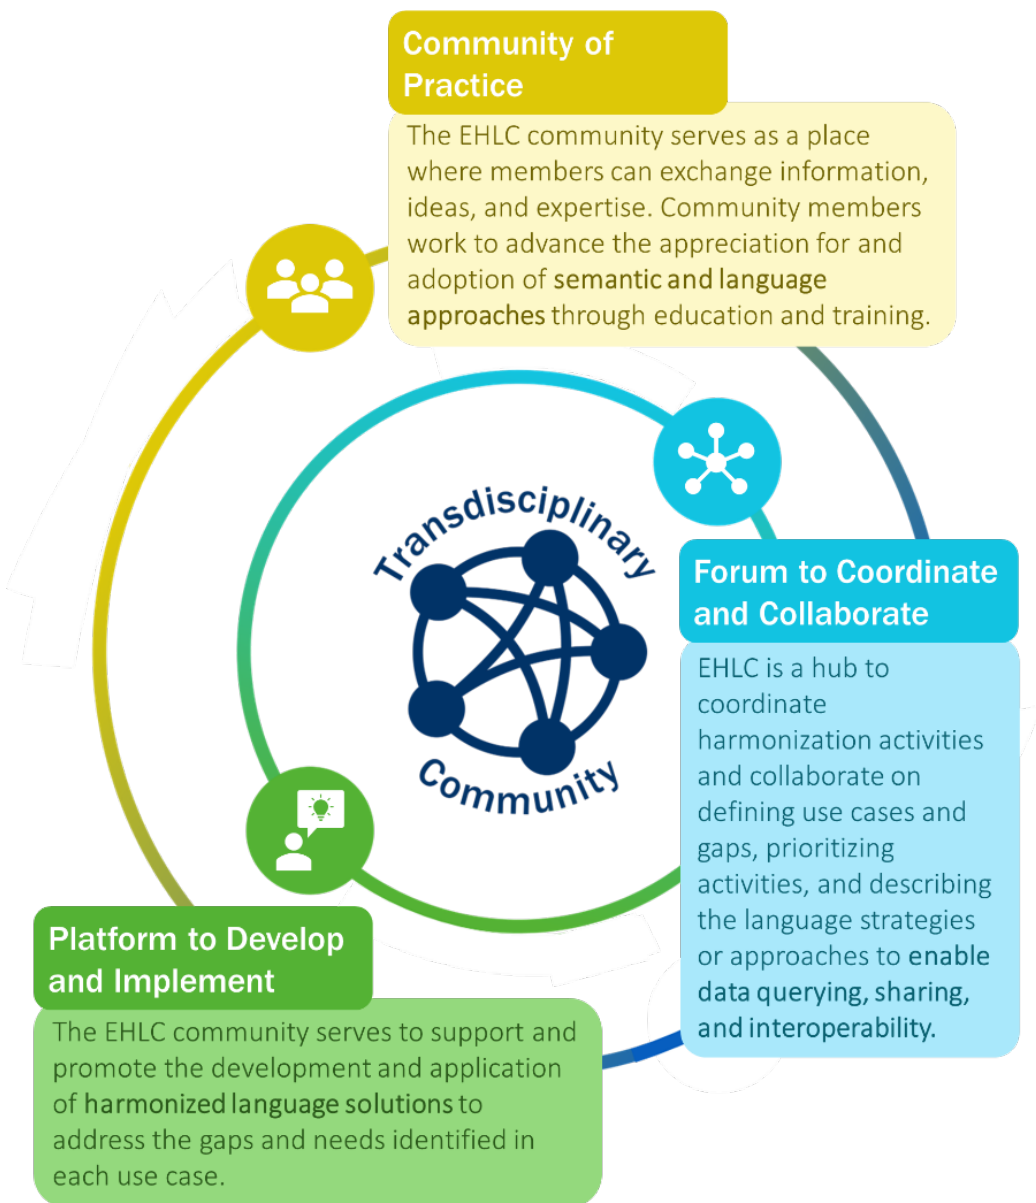 Community of
Practice
The EHLC community serves as a place
where members can exchange information,
ideas, and expertise. Community members
work to advance the appreciation for and
adoption of semantic and language
approaches through education and training.
Transdisciplinary
Community
Forum to Coordinate
and Collaborate
EHLC is a hub to
coordinate
harmonization activities
and collaborate on
defining use cases and
gaps, prioritizing
activities, and describing
the language strategies
or approaches to enable
data querying, sharing,
and interoperability.
Platform to Develop
and Implement
The EHLC community serves to support and
promote the development and application
of harmonized language solutions to
address the gaps and needs identified in
each use case.